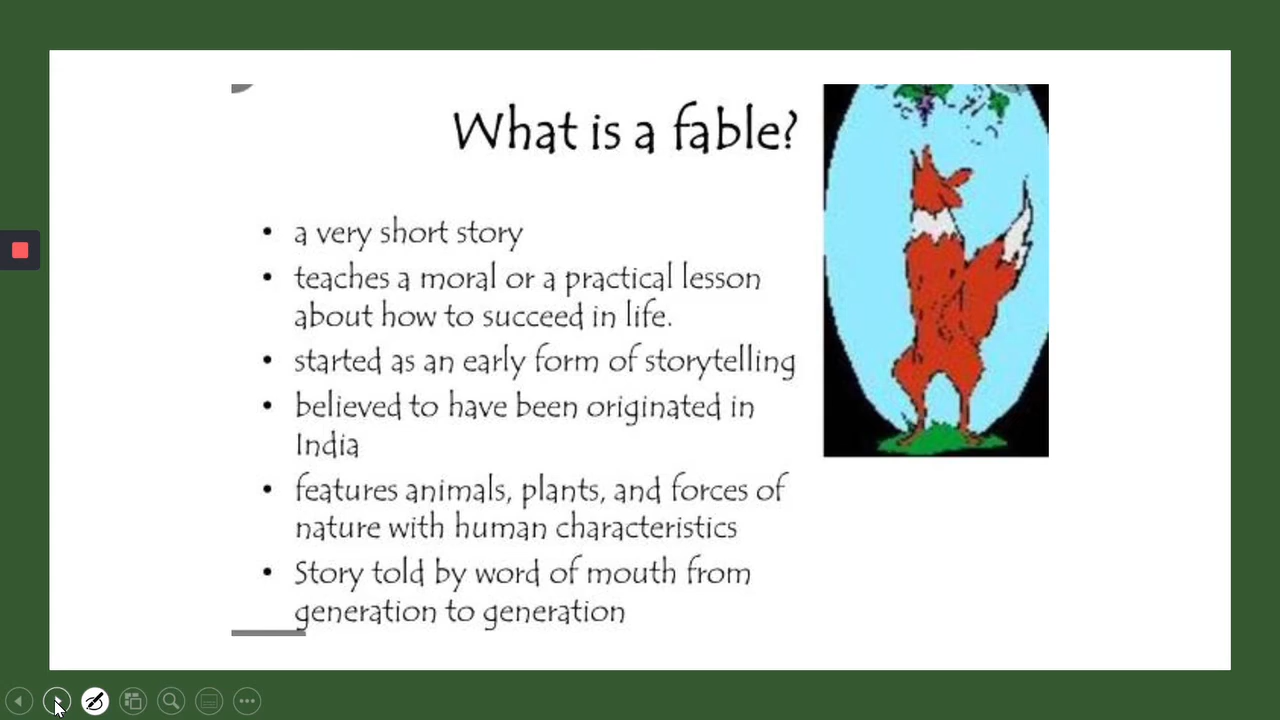 What is a fable?
• a very short story
• teaches a moral or a practical lesson
about how to succeed in life.
• started as an early form of storytelling
• believed to have been originated in
India
• features animals, plants, and forces of
nature with human characteristics
• Story told by word of mouth from
generation to generation